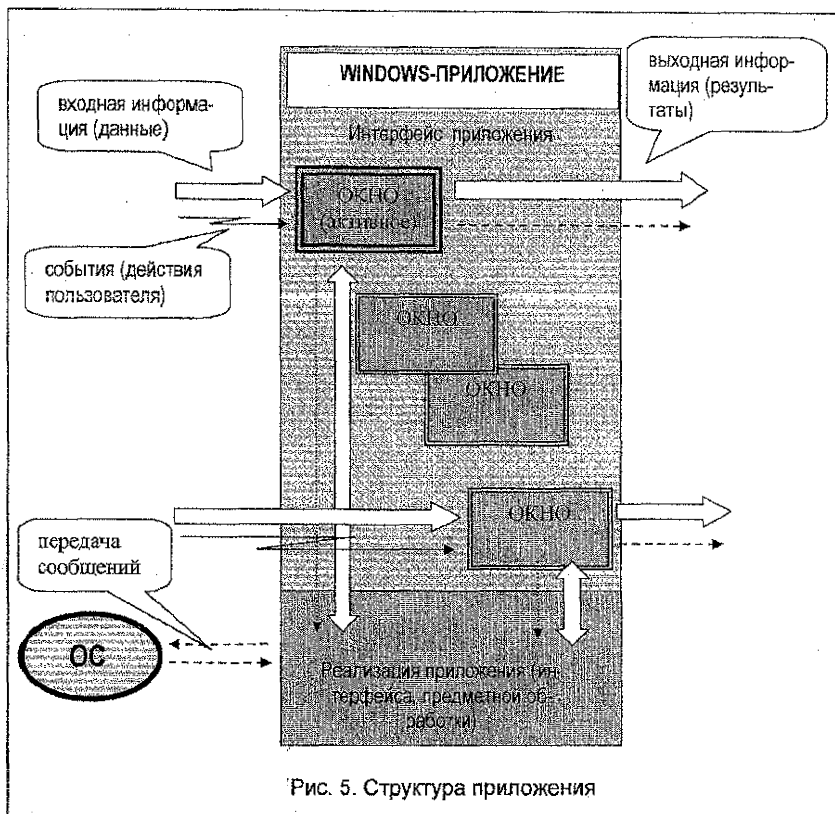 WINDOWS-ПРИЛОЖЕНИЕ
выходная инфор-
мация (резуль-
таты)
входная информа-
ция (данные)
Интерфейс приложения
ОКНО
(активное)
события (действия
пользователя)
ОКНО
ОКНО
ОКНО
передача
сообщений
ОС
Реализация приложения (ин
терфейса, предметной об-
работки)
Рис. 5. Структура приложения